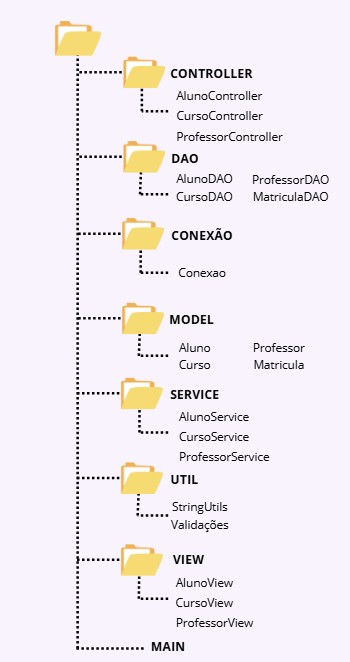 CONTROLLER
AlunoController
CursoController
ProfessorController
DAO
AlunoDAO ProfessorDAO
CursoDAO MatriculaDAO
CONEXÃO
Conexao
MODEL
Aluno Professor
Curso Matricula
SERVICE
AlunoService
CursoService
ProfessorService
UTIL
StringUtils
Validações
VIEW
AlunoView
CursoView
ProfessorView
MAIN